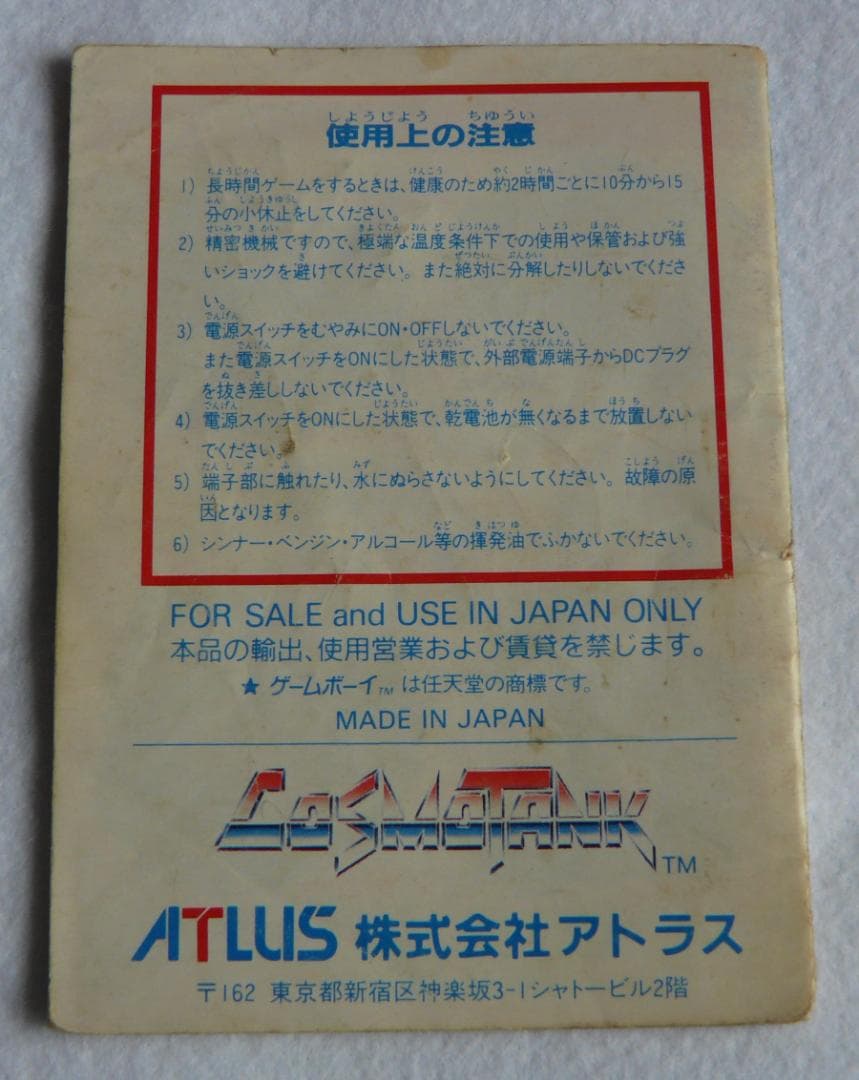 しようじよう ちゆうい
使用上の注意
ちようじかん けんこう やく じかん ぷん
1) 長時間ゲームをするときは、健康のため約2時間ごとに10分から15
ふん しようきゆうし
分の小休止をしてください。
せいみつきかい きよくたん おんどじようけんか しよう ほかん つよ
2) 精密機械ですので、極端な温度条件下での使用や保管および強
さ ぜつたい ぶんかい
いショックを避けてください。また絶対に分解したりしないでくださ
い。
でんげん
3) 電源スイッチをむやみにON・OFFしないでください。
でんげん じようたい がいぶでんげんたんし
また電源スイッチをONにした状態で、外部電源端子からDCプラグ
ぬ さ
を抜き差ししないでください。
でんげん じようたい かんでんち な ほうち
4) 電源スイッチをONにした状態で、乾電池が無くなるまで放置しない
でください。
たんしぶ ふ みず こしよう げん
5) 端子部に触れたり、水にぬらさないようにしてください。故障の原
いん
因となります。
など きはつゆ
6) シンナー・ベンジン・アルコール等の揮発油でふかないでください。
FOR SALE and USE IN JAPAN ONLY
本品の輸出、使用営業および賃貸を禁じます。
★ ゲームボーイTMは任天堂の商標です。
MADE IN JAPAN
COSMOTANK TM
ATLUS 株式会社アトラス
〒162 東京都新宿区神楽坂3-1シャトービル2階